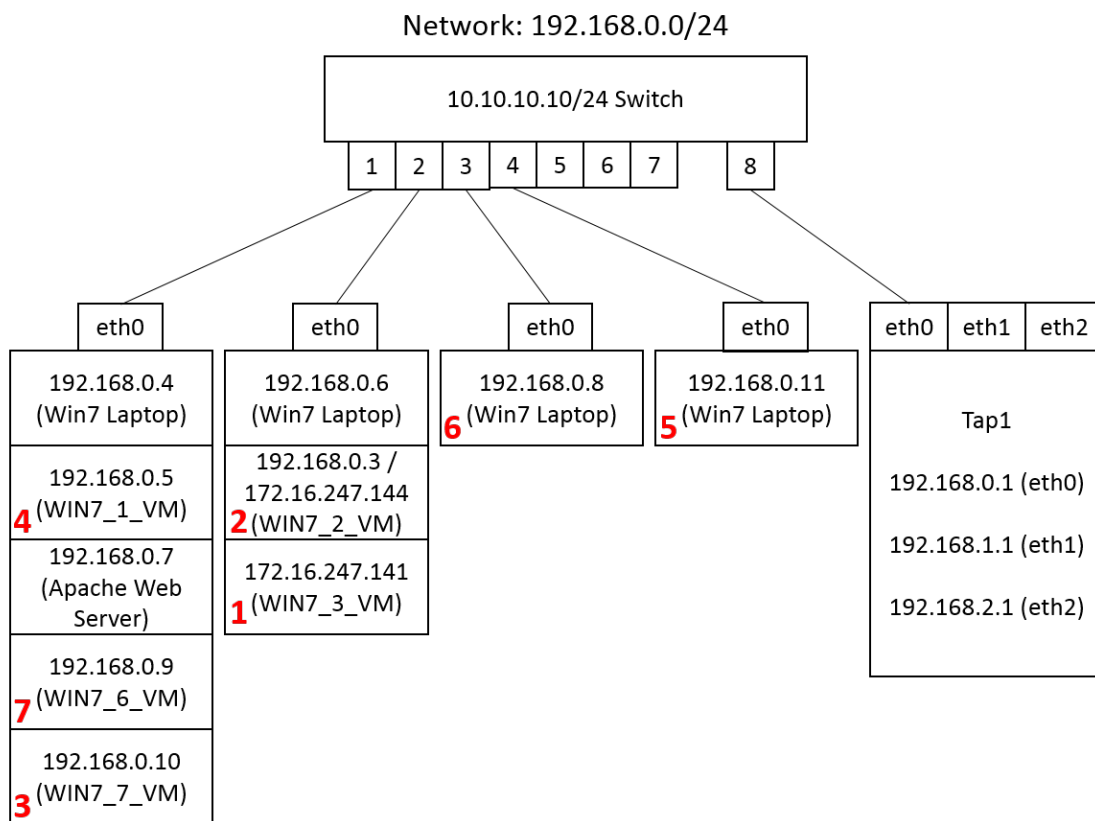 Network: 192.168.0.0/24
10.10.10.10/24 Switch
1 2 3 4 5 6 7 8
eth0
192.168.0.4
(Win7 Laptop)
192.168.0.5
4 (WIN7_1_VM)
192.168.0.7
(Apache Web
Server)
192.168.0.9
7 (WIN7_6_VM)
192.168.0.10
3 (WIN7_7_VM)
eth0
192.168.0.6
(Win7 Laptop)
192.168.0.3 /
172.16.247.144
2 (WIN7_2_VM)
172.16.247.141
1 (WIN7_3_VM)
eth0
192.168.0.8
6 (Win7 Laptop)
eth0
192.168.0.11
5 (Win7 Laptop)
eth0 eth1 eth2
Tap1
192.168.0.1 (eth0)
192.168.1.1 (eth1)
192.168.2.1 (eth2)